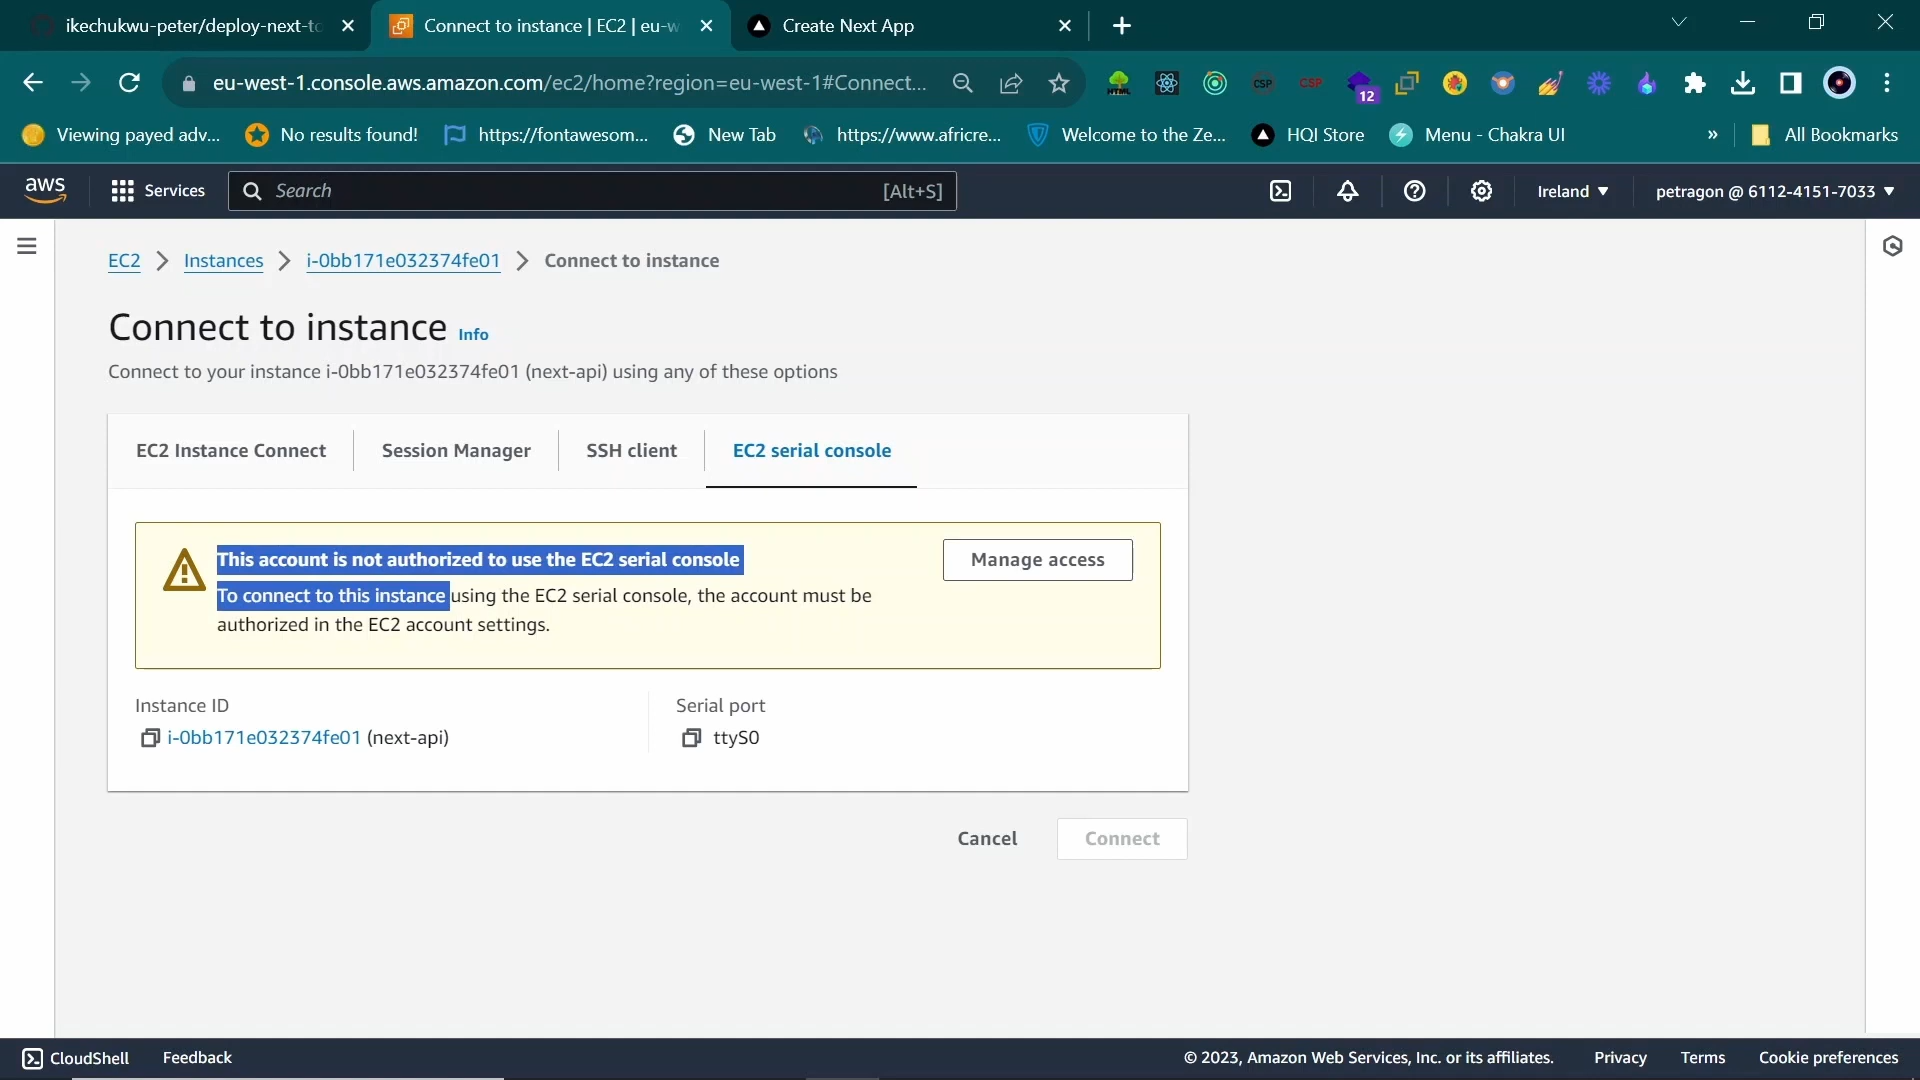 ikechukwu-peter/deploy-next-to
Connect to instance | EC2 | eu-w
Create Next App
eu-west-1.console.aws.amazon.com/ec2/home?region=eu-west-1#Connect...
HTML
CSP
CSP
12
Viewing payed adv...
No results found!
https://fontawesom...
New Tab
https://www.africre...
Welcome to the Ze...
HQI Store
Menu - Chakra UI
»
All Bookmarks
aws
Services
Search
[Alt+S]
Ireland
petragon @ 6112-4151-7033
EC2
Instances
i-0bb171e032374fe01
Connect to instance
Connect to instance Info
Connect to your instance i-0bb171e032374fe01 (next-api) using any of these options
EC2 Instance Connect
Session Manager
SSH client
EC2 serial console
This account is not authorized to use the EC2 serial console
Manage access
To connect to this instance using the EC2 serial console, the account must be
authorized in the EC2 account settings.
Instance ID
Serial port
i-0bb171e032374fe01 (next-api)
ttyS0
Cancel
Connect
CloudShell
Feedback
© 2023, Amazon Web Services, Inc. or its affiliates.
Privacy
Terms
Cookie preferences